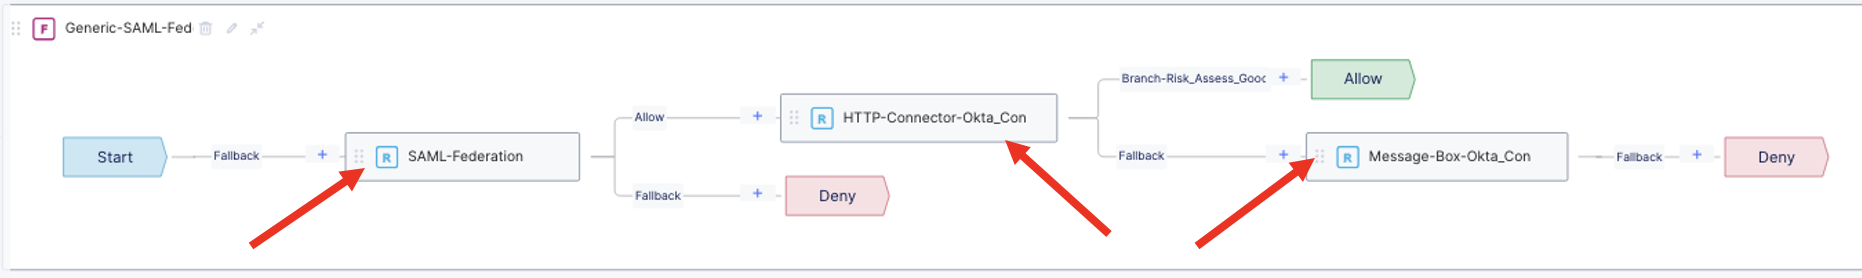 F Generic-SAML-Fed
Start
Fallback +
R SAML-Federation
Allow +
R HTTP-Connector-Okta_Con
Branch-Risk_Assess_Good +
Allow
Fallback +
R Message-Box-Okta_Con
Fallback +
Deny
Fallback +
Deny